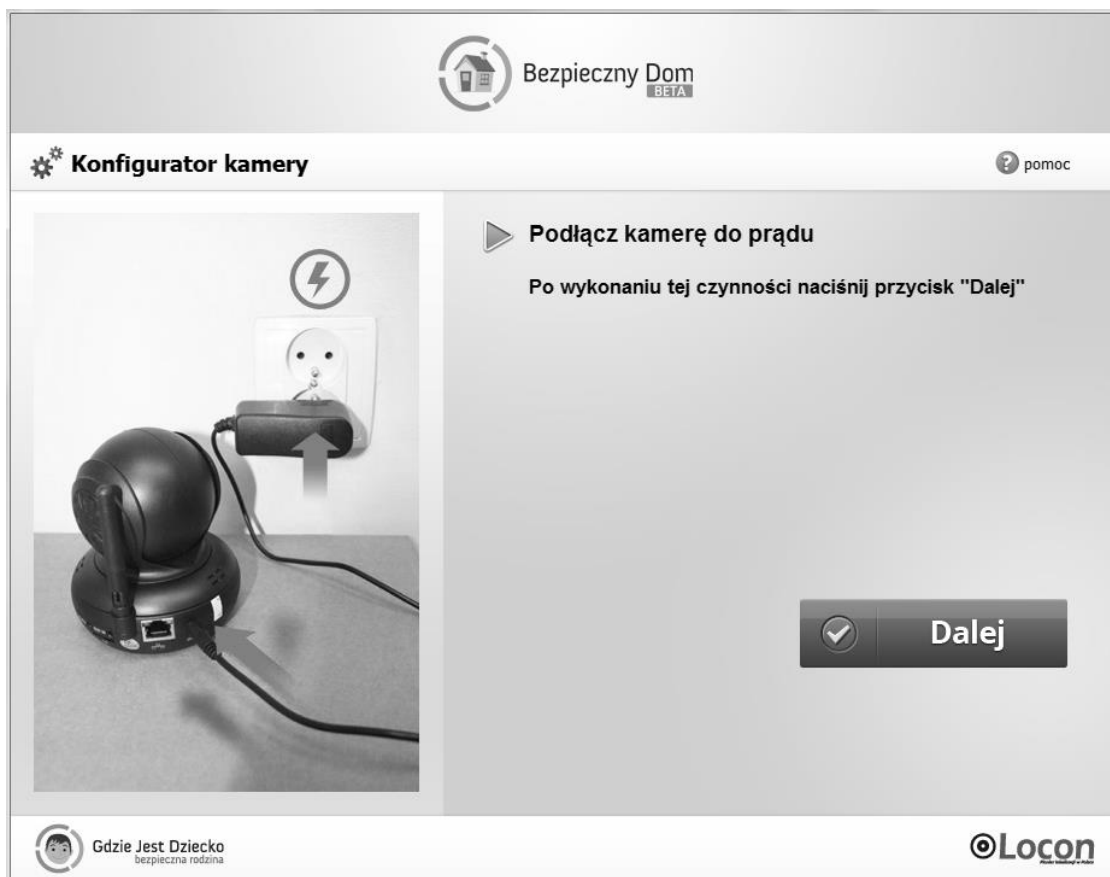 Bezpieczny Dom
BETA
Konfigurator kamery
pomoc
Podłącz kamerę do prądu
Po wykonaniu tej czynności naciśnij przycisk "Dalej"
Dalej
Gdzie Jest Dziecko
bezpieczna rodzina
Locon